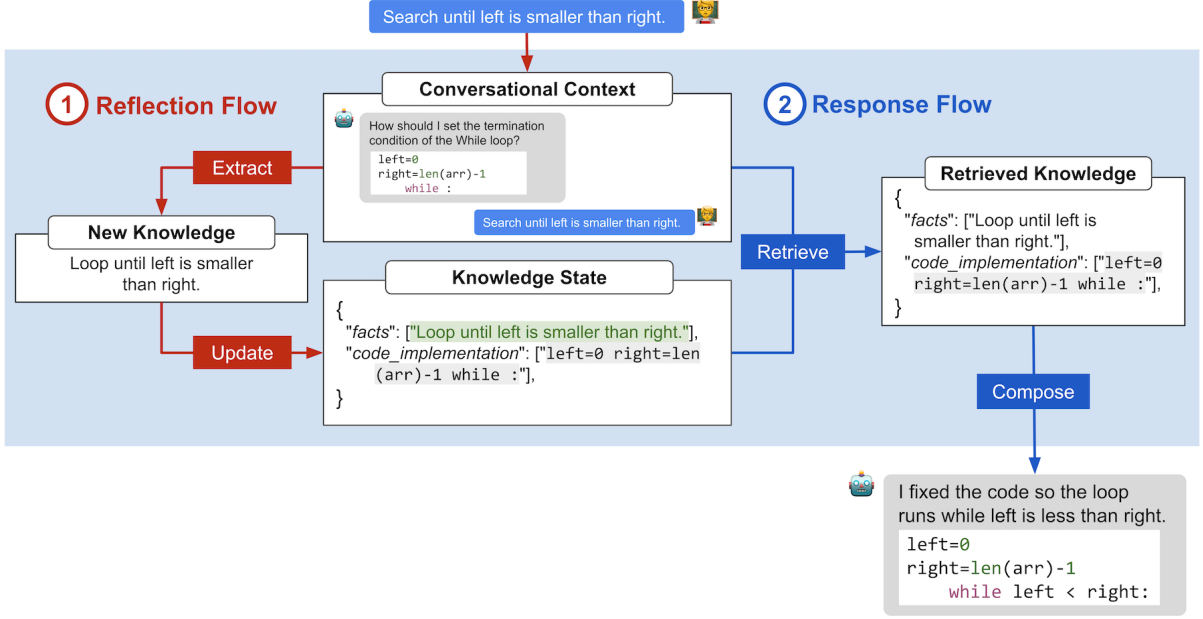 Search until left is smaller than right.
1 Reflection Flow
Conversational Context
2 Response Flow
How should I set the termination
condition of the While loop?
left=0
right=len(arr)-1
while :
Search until left is smaller than right.
Extract
New Knowledge
Loop until left is smaller
than right.
Update
Knowledge State
{
"facts": ["Loop until left is smaller than right."],
"code_implementation": ["left=0 right=len
(arr)-1 while :"],
}
Retrieve
Retrieved Knowledge
{
"facts": ["Loop until left is
smaller than right."],
"code_implementation": ["left=0
right=len(arr)-1 while :"],
}
Compose
I fixed the code so the loop
runs while left is less than right.
left=0
right=len(arr)-1
while left < right: